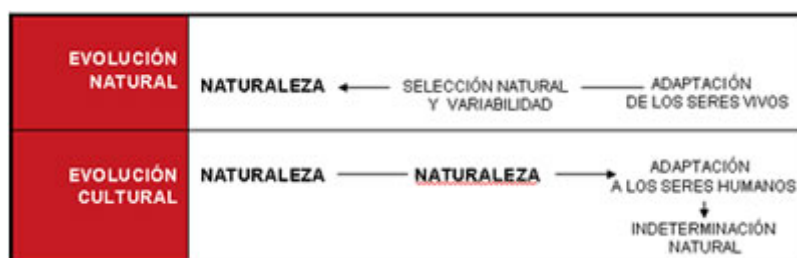 EVOLUCIÓN
NATURAL
NATURALEZA
SELECCIÓN NATURAL
Y VARIABILIDAD
ADAPTACIÓN
DE LOS SERES VIVOS
EVOLUCIÓN
CULTURAL
NATURALEZA
NATURALEZA
ADAPTACIÓN
A LOS SERES HUMANOS
INDETERMINACIÓN
NATURAL